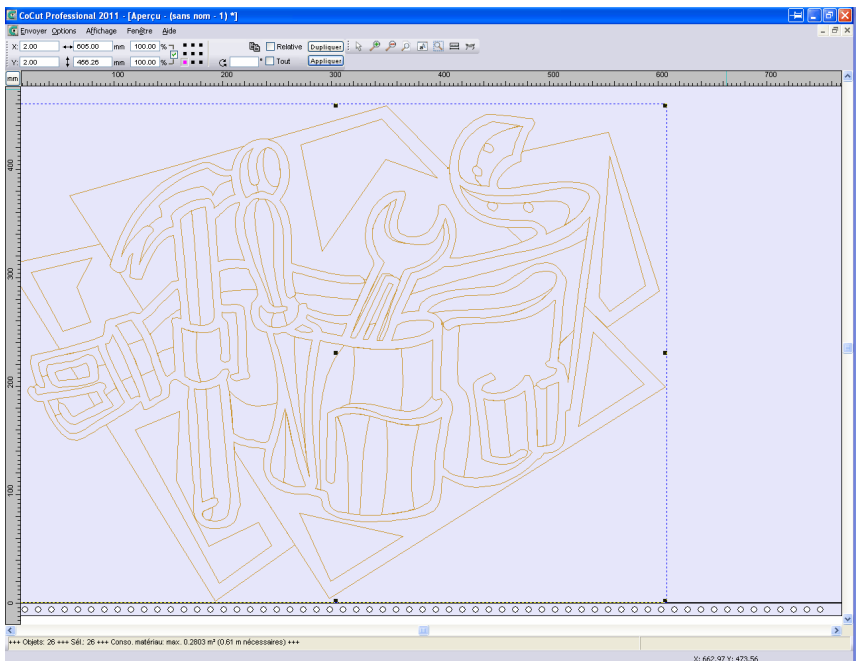 CoCut Professional 2011 - [Aperçu - (sans nom - 1) *]
Envoyer Options Affichage Fenêtre Aide
X: 2.00 605.00 mm 100.00 % Relative Dupliquer
Y: 2.00 466.26 mm 100.00 % ° Tout Appliquer
mm 100 200 300 400 500 600 700
400
300
200
100
0
+++ Objets: 26 +++ Sél.: 26 +++ Conso. matériau: max. 0.2803 m² (0.61 m nécessaires) +++
X: 662.97 Y: 473.56